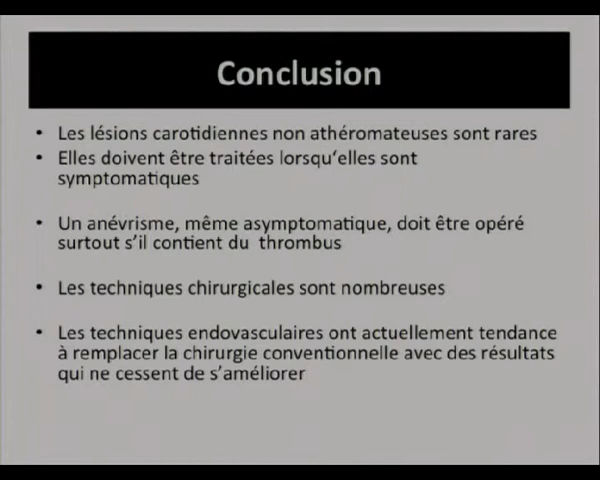 Conclusion
• Les lésions carotidiennes non athéromateuses sont rares
• Elles doivent être traitées lorsqu'elles sont
symptomatiques
• Un anévrisme, même asymptomatique, doit être opéré
surtout s'il contient du  thrombus
• Les techniques chirurgicales sont nombreuses
• Les techniques endovasculaires ont actuellement tendance
à remplacer la chirurgie conventionnelle avec des résultats
qui ne cessent de s'améliorer